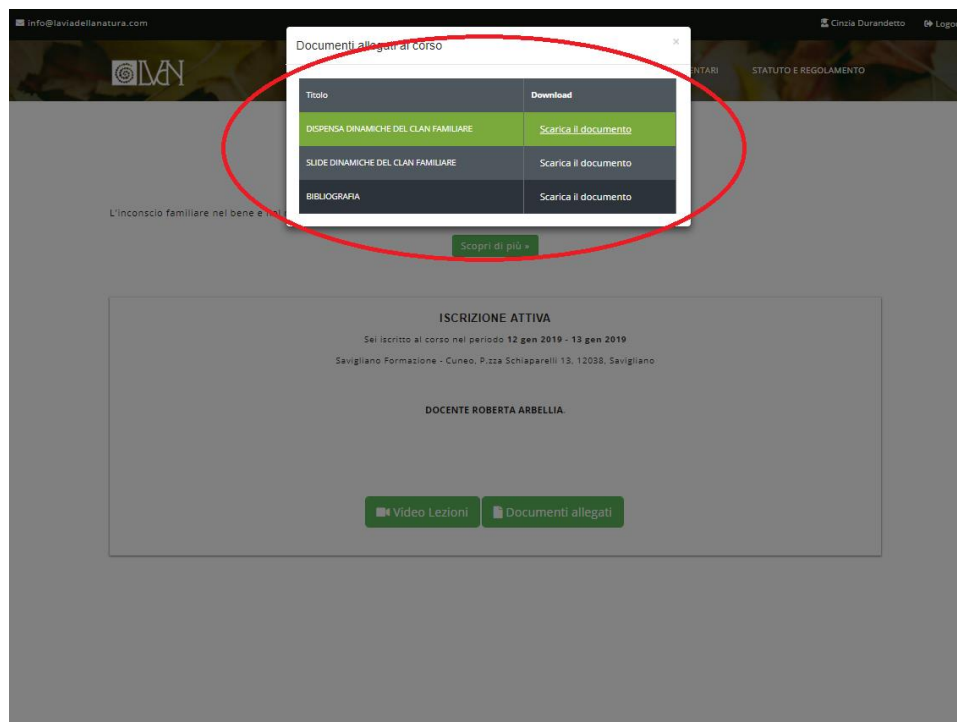 info@laviadellanatura.com
Cinzia Durandetto
Documenti allegati al corso
×
LVN
STATUTO E REGOLAMENTO
Titolo Download
DISPENSA DINAMICHE DEL CLAN FAMILIARE Scarica il documento
SLIDE DINAMICHE DEL CLAN FAMILIARE Scarica il documento
BIBLIOGRAFIA Scarica il documento
L'inconscio familiare nel bene e
Scopri di più »
ISCRIZIONE ATTIVA
Sei iscritto al corso nel periodo 12 gen 2019 - 13 gen 2019
Savigliano Formazione - Cuneo, P.zza Schiaparelli 13, 12038, Savigliano
DOCENTE ROBERTA ARBELLIA.
Video Lezioni Documenti allegati